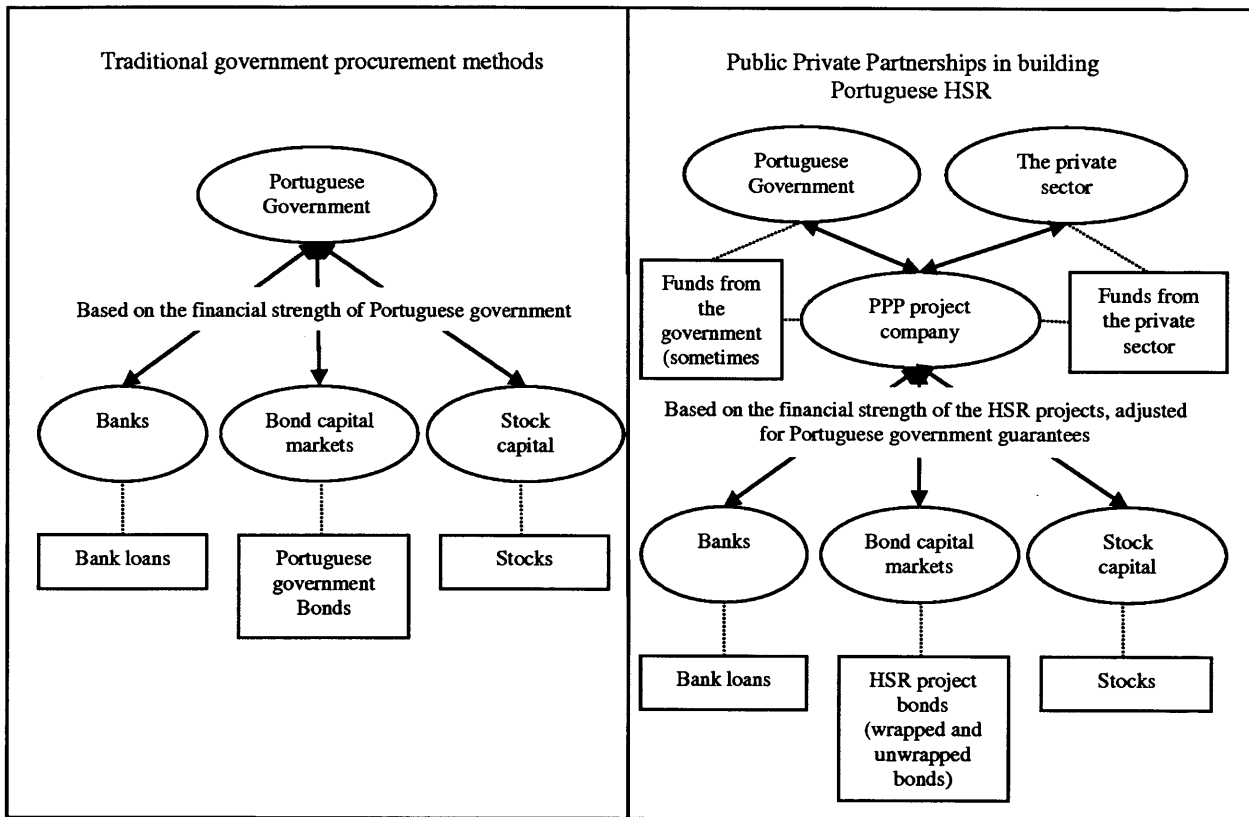 Traditional government procurement methods
Portuguese
Government
Based on the financial strength of Portuguese government
Banks
Bond capital
markets
Stock
capital
Bank loans
Portuguese
government
Bonds
Stocks
Public Private Partnerships in building
Portuguese HSR
Portuguese
Government
The private
sector
Funds from
the
government
(sometimes
PPP project
company
Funds from
the private
sector
Based on the financial strength of the HSR projects, adjusted
for Portuguese government guarantees
Banks
Bond capital
markets
Stock
capital
Bank loans
HSR project
bonds
(wrapped and
unwrapped
bonds)
Stocks